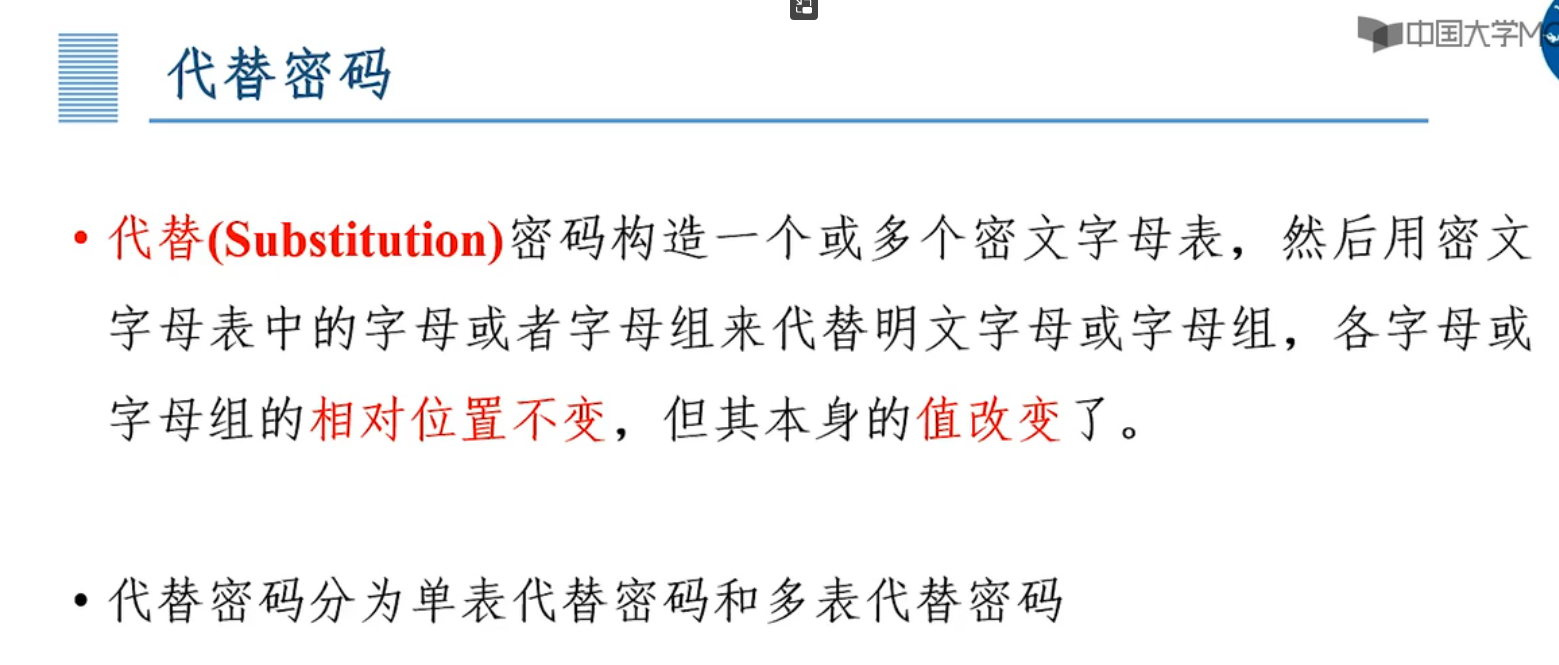 中国大学M
代替密码
• 代替(Substitution)密码构造一个或多个密文字母表，然后用密文
字母表中的字母或者字母组来代替明文字母或字母组，各字母或
字母组的相对位置不变，但其本身的值改变了。
• 代替密码分为单表代替密码和多表代替密码